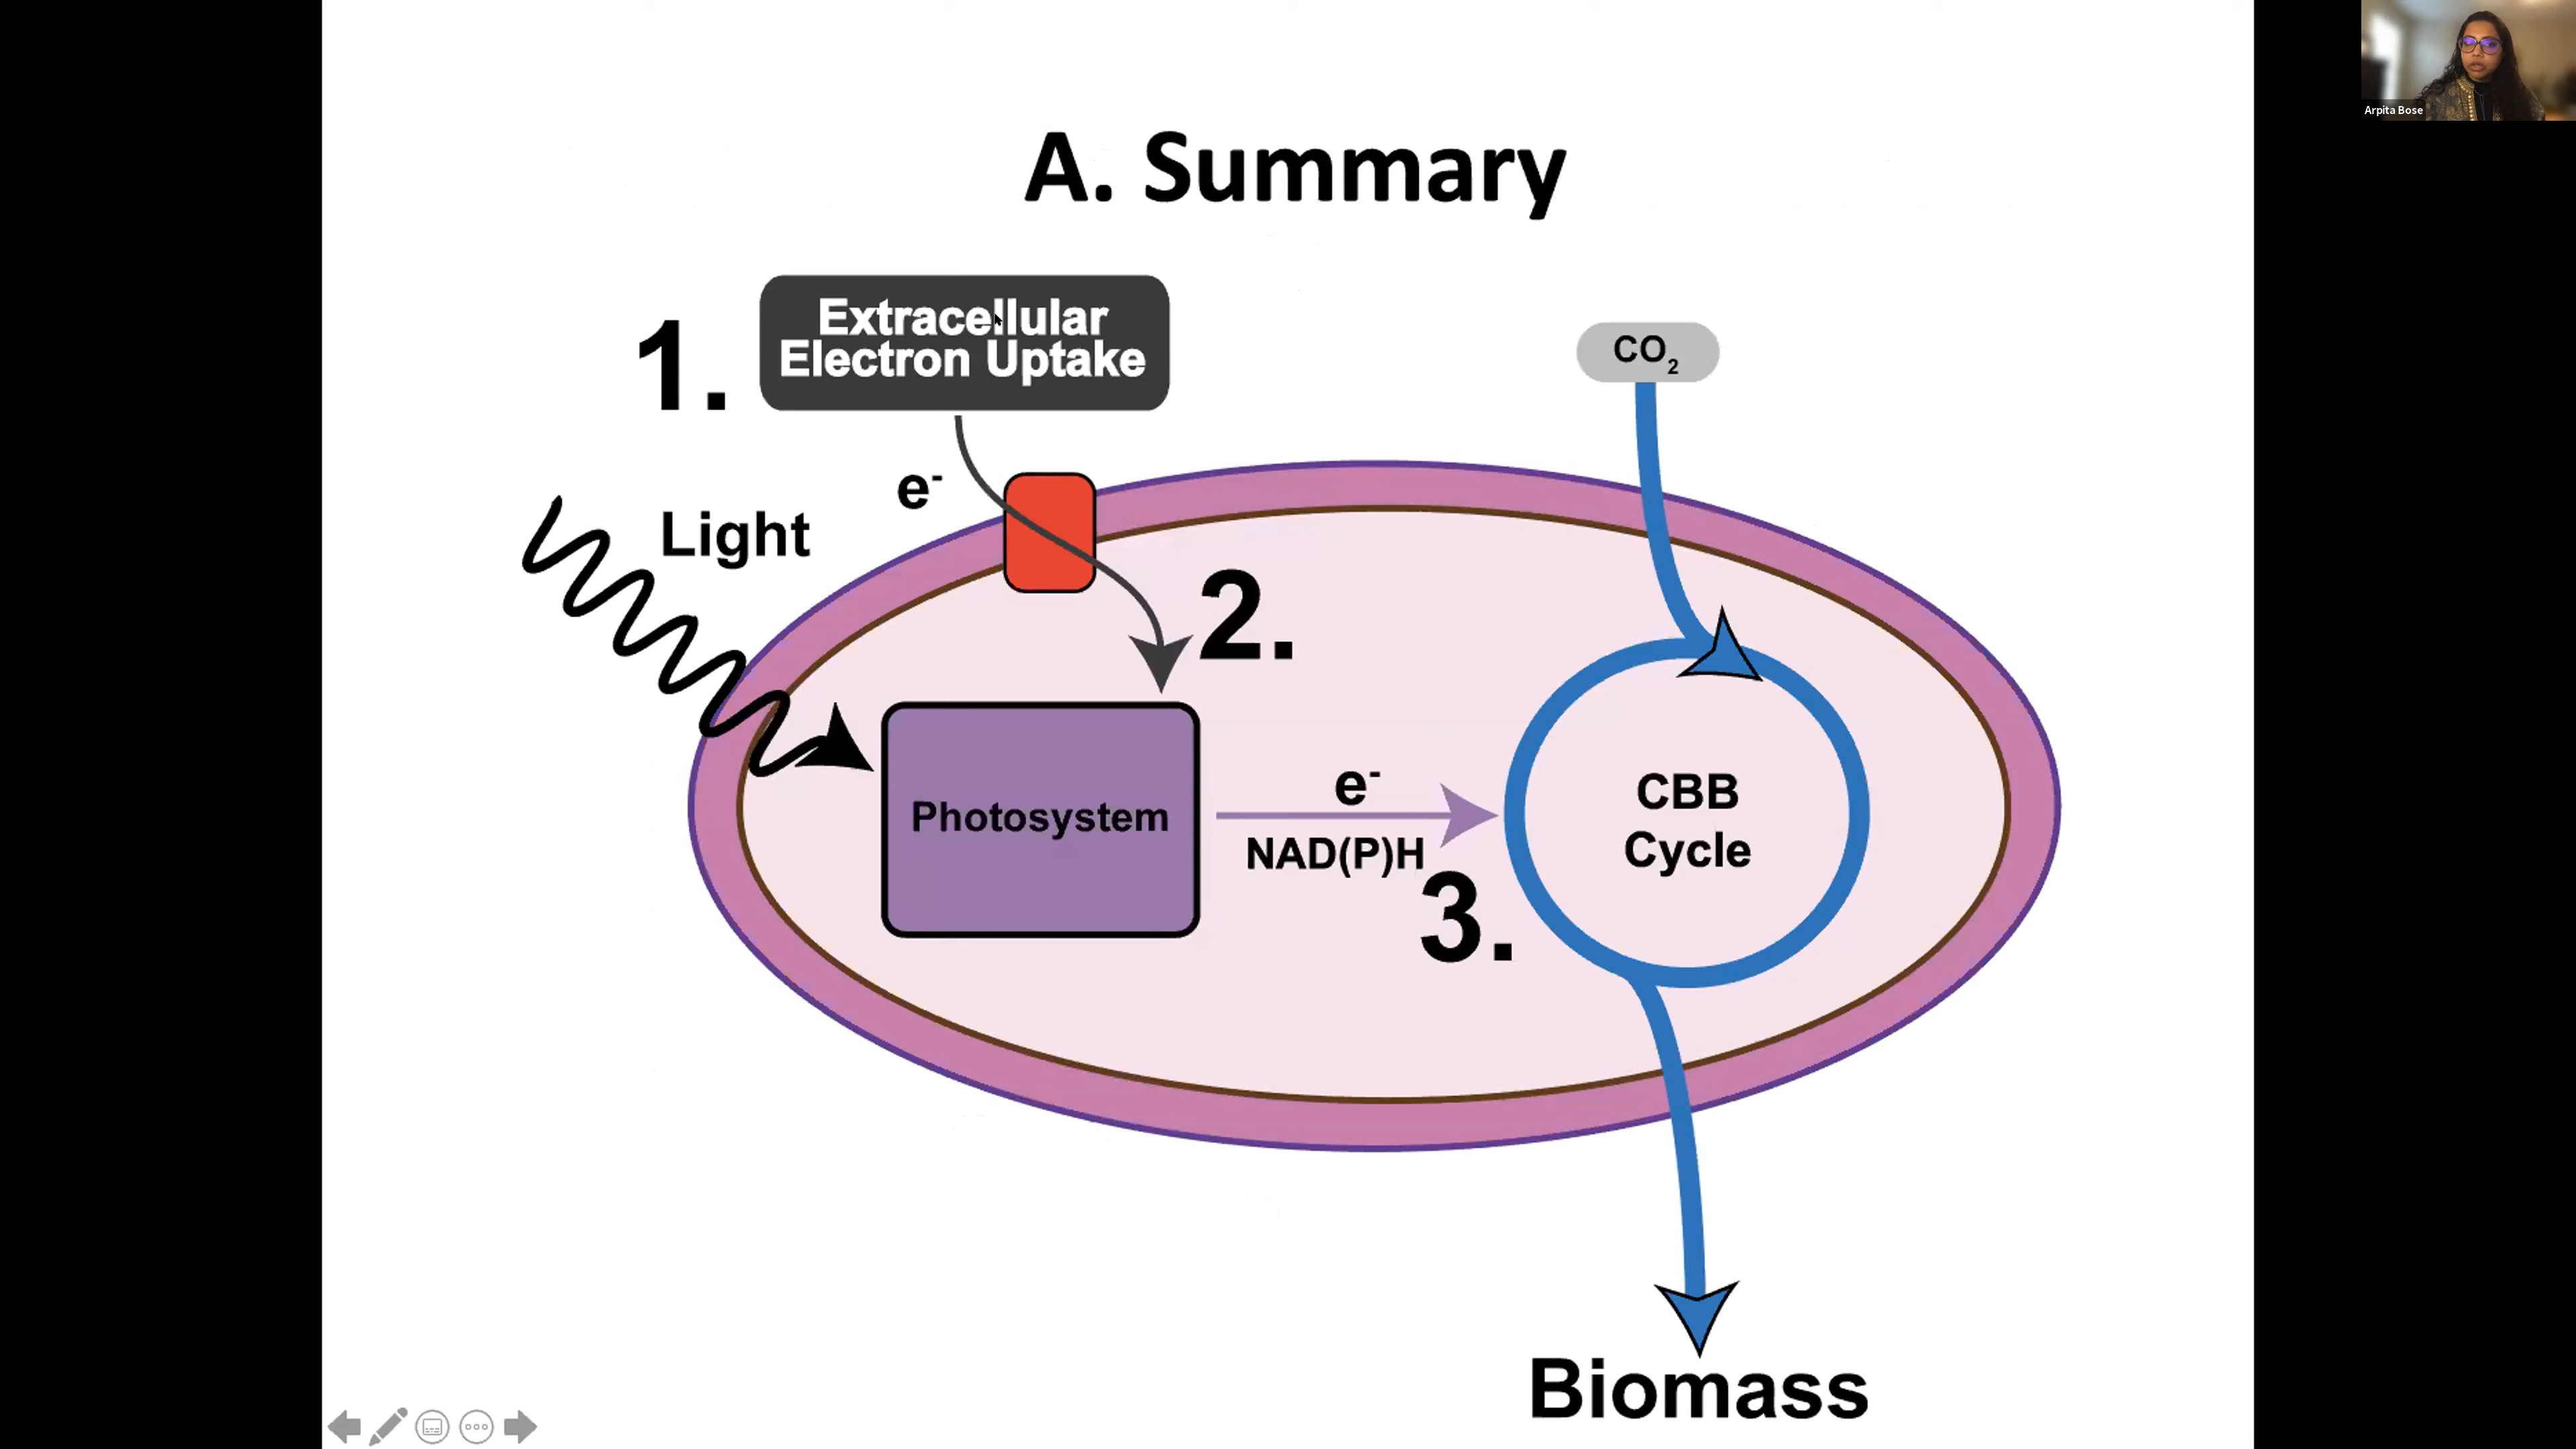 A. Summary
1.
Extracellular
Electron Uptake
CO2
e-
Light
2.
Photosystem
e-
NAD(P)H
3.
CBB
Cycle
Biomass
Arpita Bose